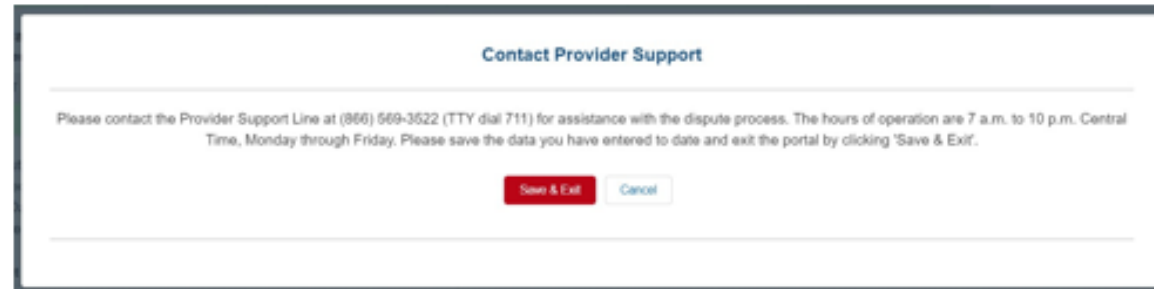 Contact Provider Support
Please contact the Provider Support Line at (866) 569-3522 (TTY dial 711) for assistance with the dispute process. The hours of operation are 7 a.m. to 10 p.m. Central
Time, Monday through Friday. Please save the data you have entered to date and exit the portal by clicking 'Save & Exit'.
Save & Exit Cancel